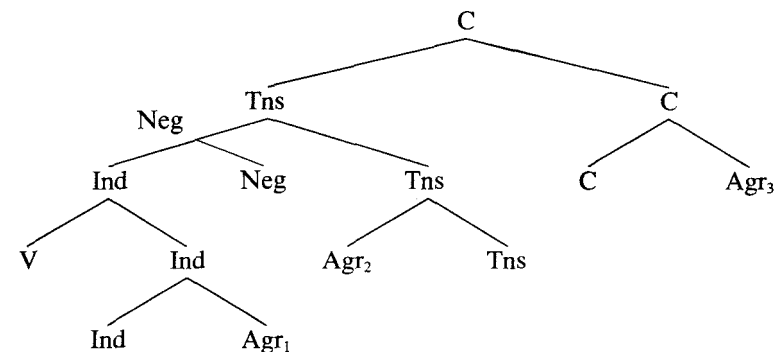 C
Tns C
Neg
Ind Neg Tns C Agr₃
V Ind Agr₂ Tns
Ind Agr₁